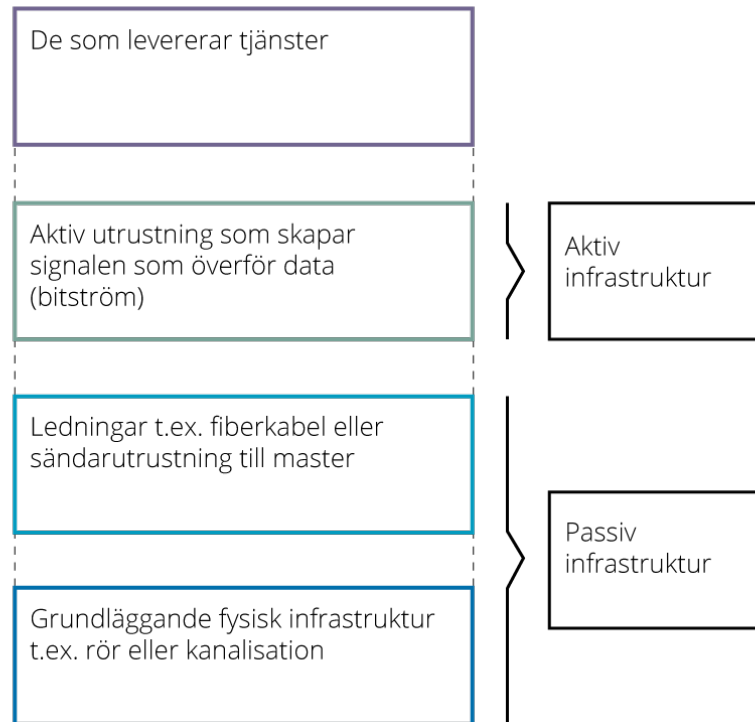 De som levererar tjänster
Aktiv utrustning som skapar
signalen som överför data
(bitström)
Aktiv
infrastruktur
Ledningar t.ex. fiberkabel eller
sändarutrustning till master
Passiv
infrastruktur
Grundläggande fysisk infrastruktur
t.ex. rör eller kanalisation